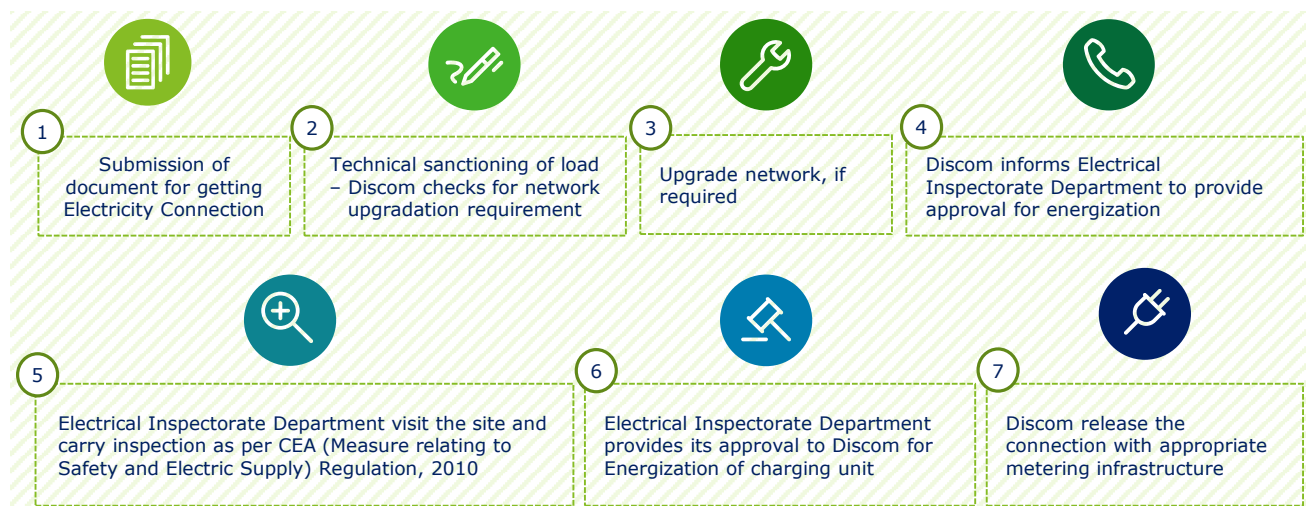 1
Submission of
document for getting
Electricity Connection
2
Technical sanctioning of load
– Discom checks for network
upgradation requirement
3
Upgrade network, if
required
4
Discom informs Electrical
Inspectorate Department to provide
approval for energization
5
Electrical Inspectorate Department visit the site and
carry inspection as per CEA (Measure relating to
Safety and Electric Supply) Regulation, 2010
6
Electrical Inspectorate Department
provides its approval to Discom for
Energization of charging unit
7
Discom release the
connection with appropriate
metering infrastructure